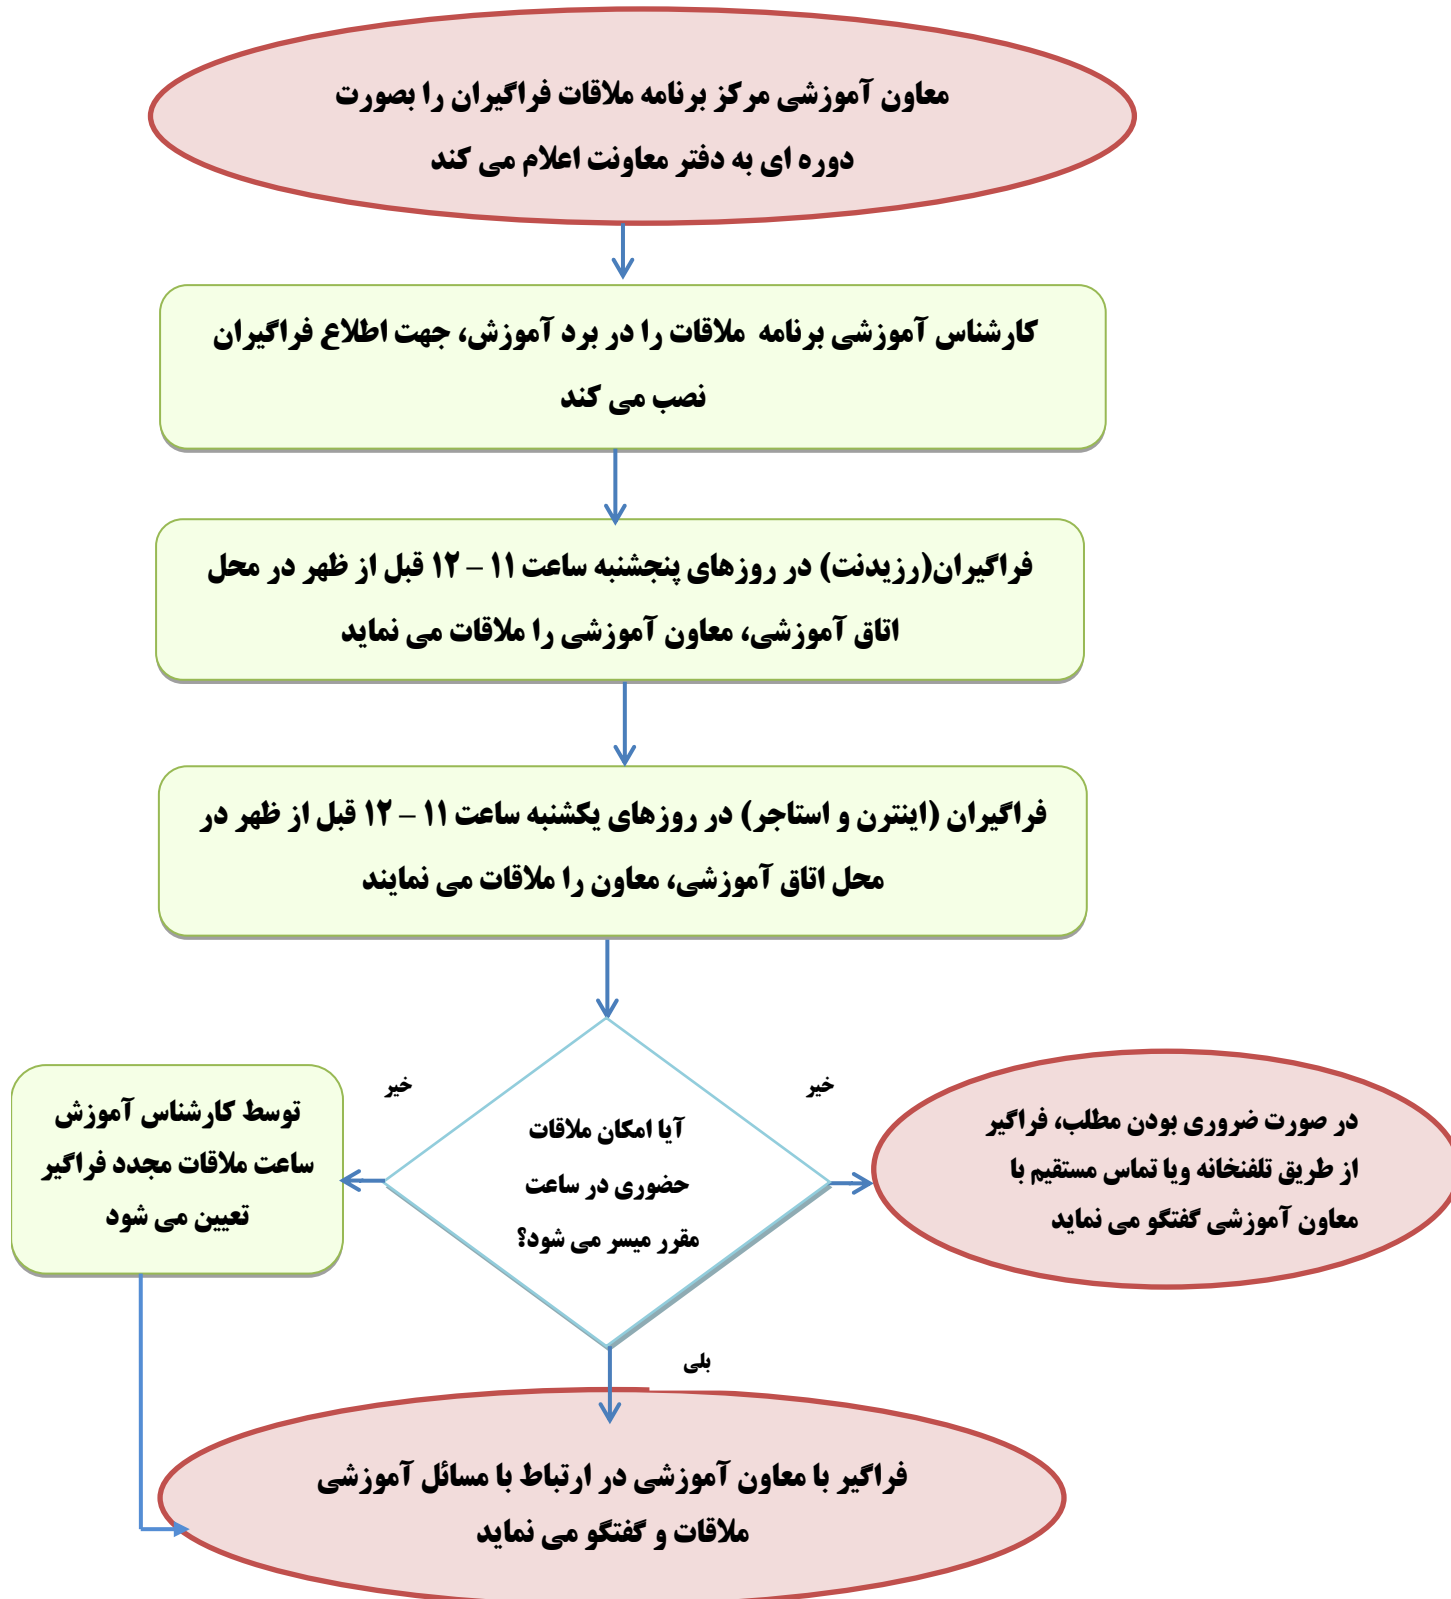 معاون آموزشی مرکز برنامه ملاقات فراگیران را بصورت
دوره ای به دفتر معاونت اعلام می کند
کارشناس آموزشی برنامه ملاقات را در برد آموزش، جهت اطلاع فراگیران
نصب می کند
فراگیران(رزیدنت) در روزهای پنجشنبه ساعت ۱۱ – ۱۲ قبل از ظهر در محل
اتاق آموزشی، معاون آموزشی را ملاقات می نماید
فراگیران (اینترن و استاجر) در روزهای یکشنبه ساعت ۱۱ – ۱۲ قبل از ظهر در
محل اتاق آموزشی، معاون را ملاقات می نمایند
خیر
خیر
در صورت ضروری بودن مطلب، فراگیر
از طریق تلفنخانه ویا تماس مستقیم با
معاون آموزشی گفتگو می نماید
آیا امکان ملاقات
حضوری در ساعت
مقرر میسر می شود؟
توسط کارشناس آموزش
ساعت ملاقات مجدد فراگیر
تعیین می شود
بلی
فراگیر با معاون آموزشی در ارتباط با مسائل آموزشی
ملاقات و گفتگو می نماید